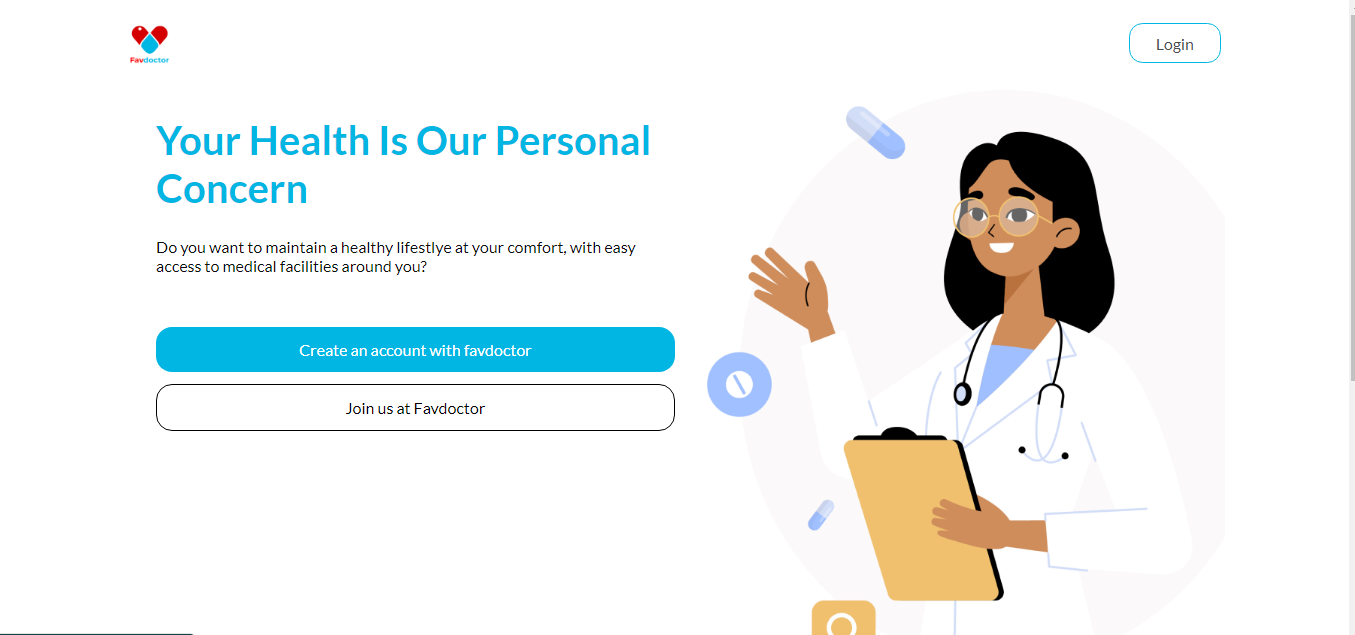 Favdoctor
Login
Your Health Is Our Personal
Concern
Do you want to maintain a healthy lifestlye at your comfort, with easy
access to medical facilities around you?
Create an account with favdoctor
Join us at Favdoctor